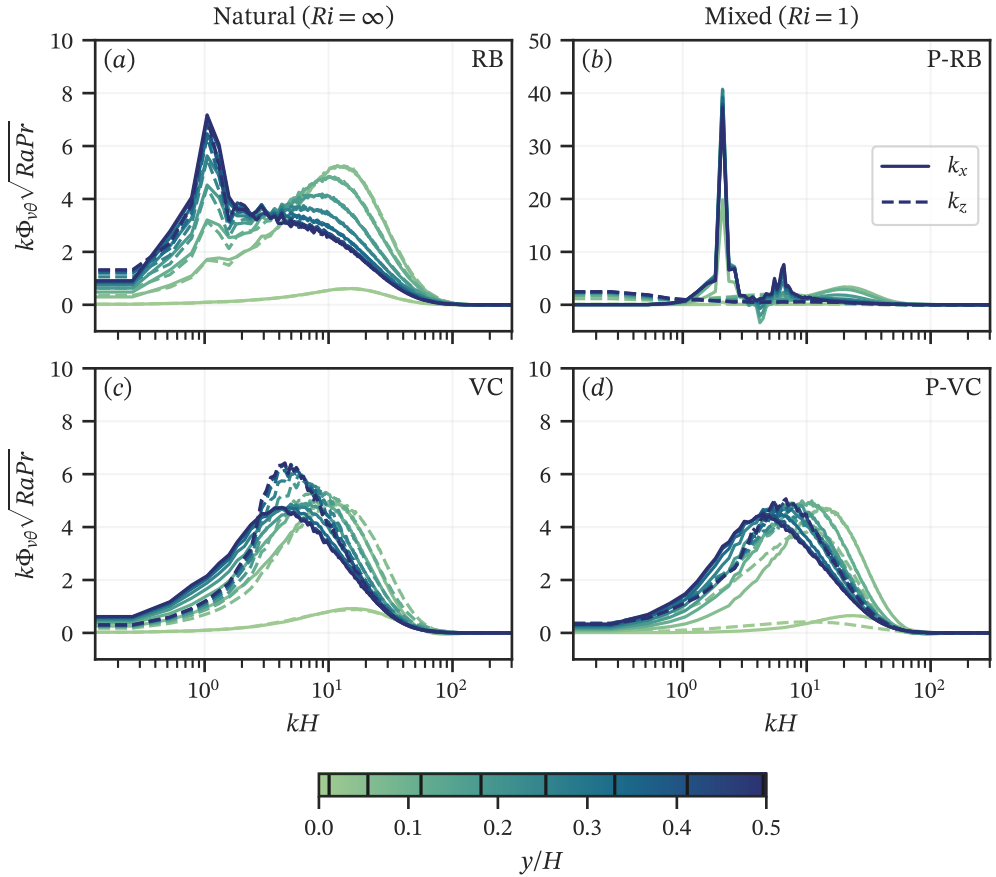 Natural (Ri = ∞)
Mixed (Ri = 1)
(a)
RB
10
8
6
4
2
0
kΦvθ√RaPr
(b)
P-RB
50
40
30
20
10
0
kx
kz
(c)
VC
10
8
6
4
2
0
kΦvθ√RaPr
10⁰
10¹
10²
kH
(d)
P-VC
10
8
6
4
2
0
10⁰
10¹
10²
kH
0.0
0.1
0.2
0.3
0.4
0.5
y/H